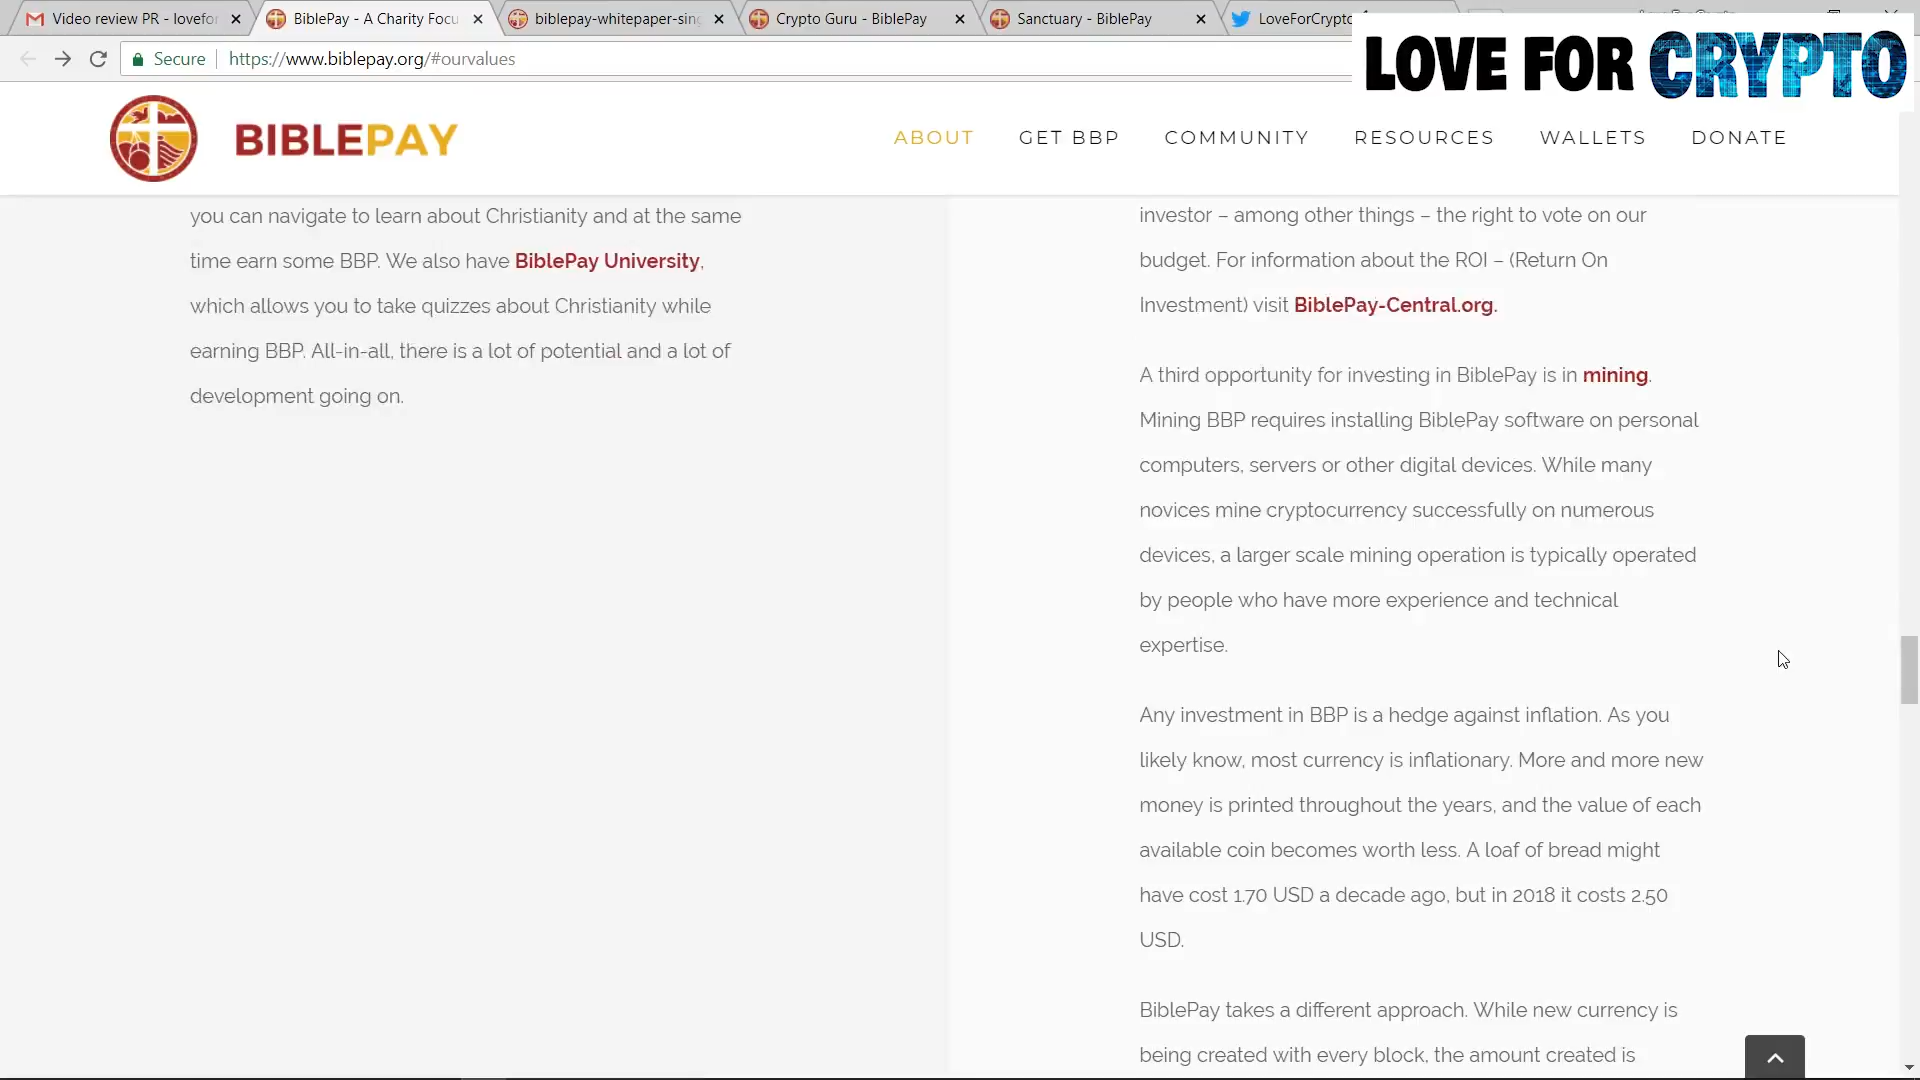 Video review PR - lovefor
BiblePay - A Charity Focu
biblepay-whitepaper-sing
Crypto Guru - BiblePay
Sanctuary - BiblePay
LoveForCrypto
Secure
https://www.biblepay.org/#ourvalues
LOVE FOR CRYPTO
BIBLEPAY
ABOUT
GET BBP
COMMUNITY
RESOURCES
WALLETS
DONATE
you can navigate to learn about Christianity and at the same
time earn some BBP. We also have BiblePay University,
which allows you to take quizzes about Christianity while
earning BBP. All-in-all, there is a lot of potential and a lot of
development going on.
investor – among other things – the right to vote on our
budget. For information about the ROI – (Return On
Investment) visit BiblePay-Central.org.
A third opportunity for investing in BiblePay is in mining.
Mining BBP requires installing BiblePay software on personal
computers, servers or other digital devices. While many
novices mine cryptocurrency successfully on numerous
devices, a larger scale mining operation is typically operated
by people who have more experience and technical
expertise.
Any investment in BBP is a hedge against inflation. As you
likely know, most currency is inflationary. More and more new
money is printed throughout the years, and the value of each
available coin becomes worth less. A loaf of bread might
have cost 1.70 USD a decade ago, but in 2018 it costs 2.50
USD.
BiblePay takes a different approach. While new currency is
being created with every block, the amount created is